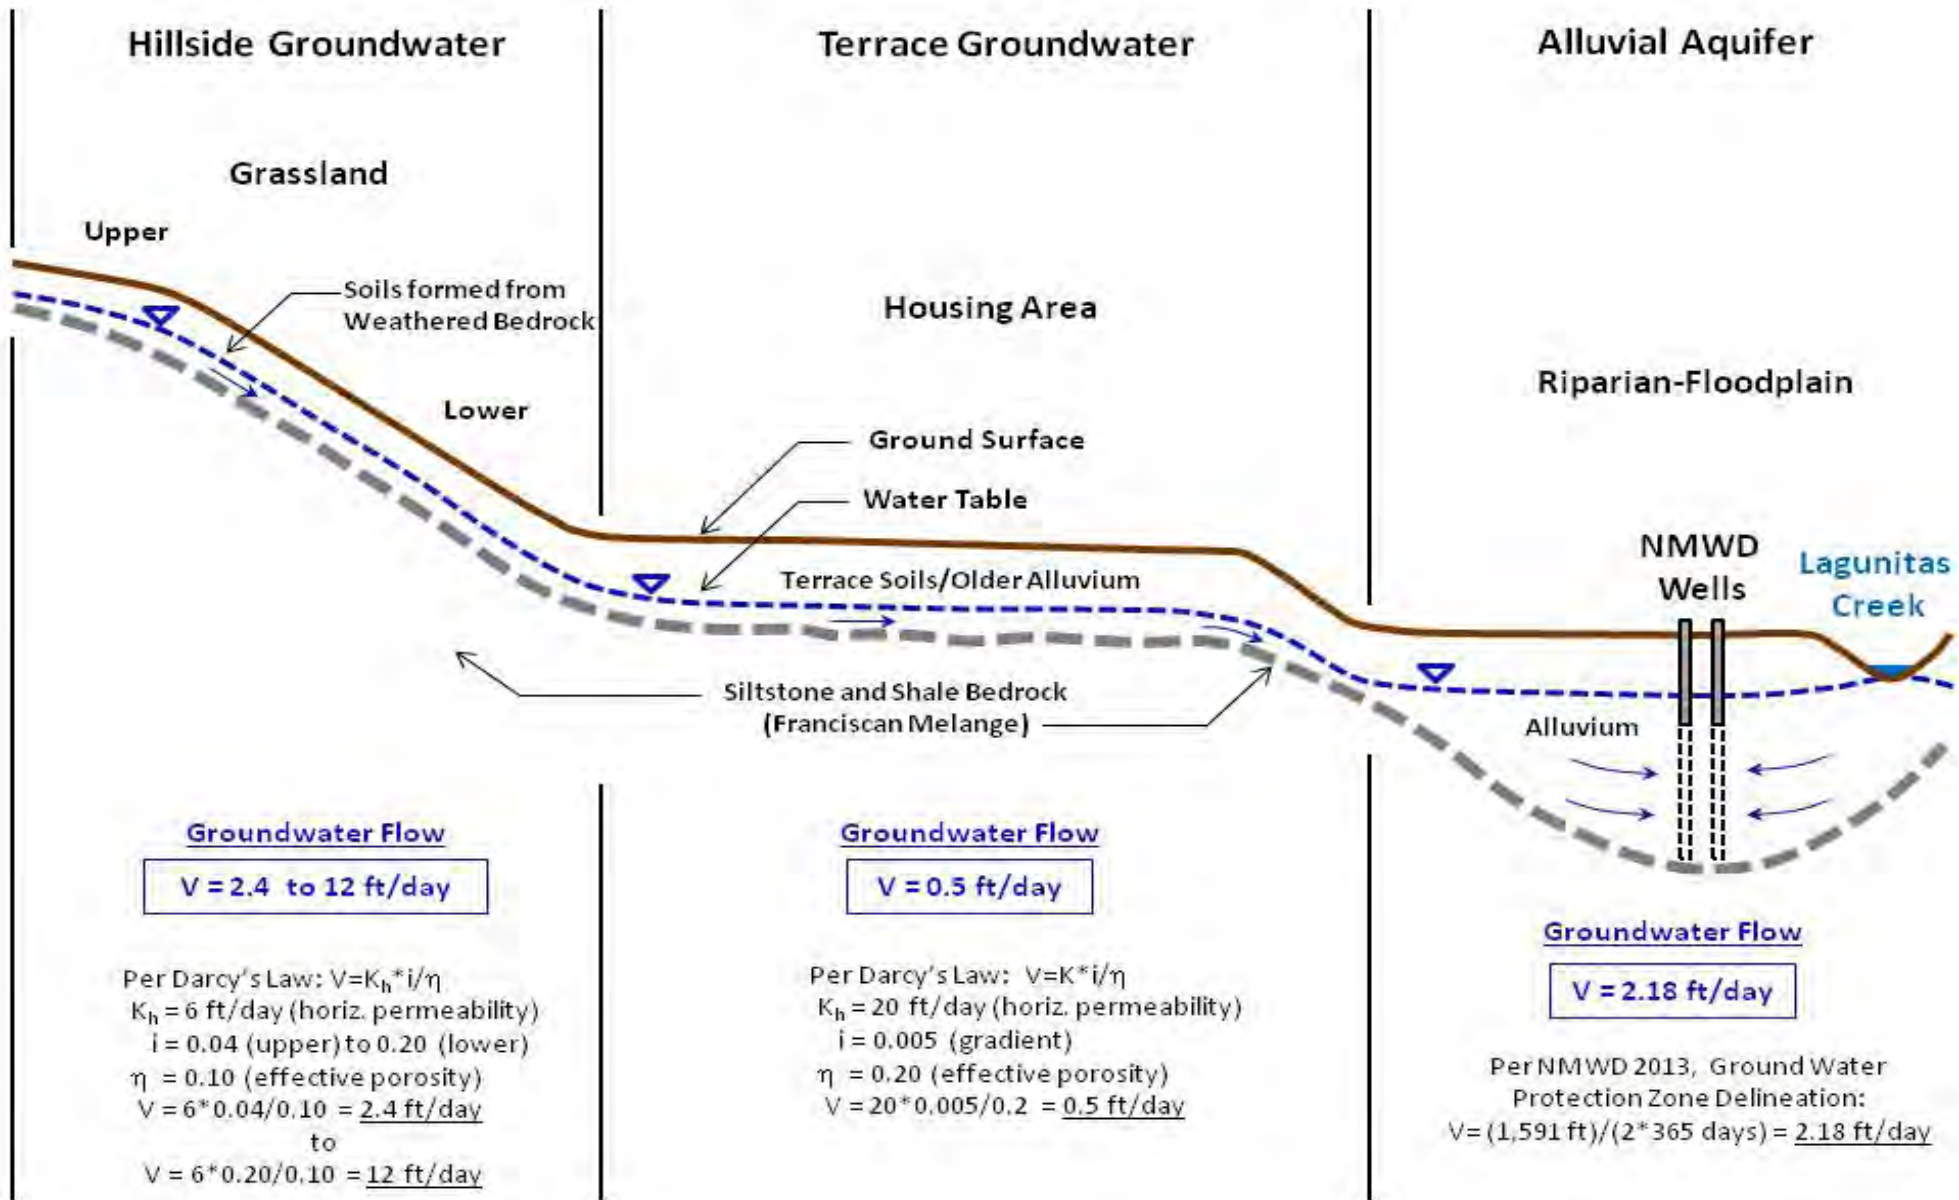 Hillside Groundwater
Terrace Groundwater
Alluvial Aquifer
Grassland
Upper
Soils formed from
Weathered Bedrock
Lower
Housing Area
Ground Surface
Water Table
Terrace Soils/Older Alluvium
Siltstone and Shale Bedrock
(Franciscan Melange)
Riparian-Floodplain
NMWD
Wells
Lagunitas
Creek
Alluvium
Groundwater Flow
V = 2.4 to 12 ft/day
Per Darcy's Law: V=Kh*i/η
Kh = 6 ft/day (horiz. permeability)
i = 0.04 (upper) to 0.20 (lower)
η = 0.10 (effective porosity)
V = 6*0.04/0.10 = 2.4 ft/day
to
V = 6*0.20/0.10 = 12 ft/day
Groundwater Flow
V = 0.5 ft/day
Per Darcy's Law: V=K*i/η
Kh = 20 ft/day (horiz. permeability)
i = 0.005 (gradient)
η = 0.20 (effective porosity)
V = 20*0.005/0.2 = 0.5 ft/day
Groundwater Flow
V = 2.18 ft/day
Per NMWD 2013, Ground Water
Protection Zone Delineation:
V= (1,591 ft)/(2*365 days) = 2.18 ft/day